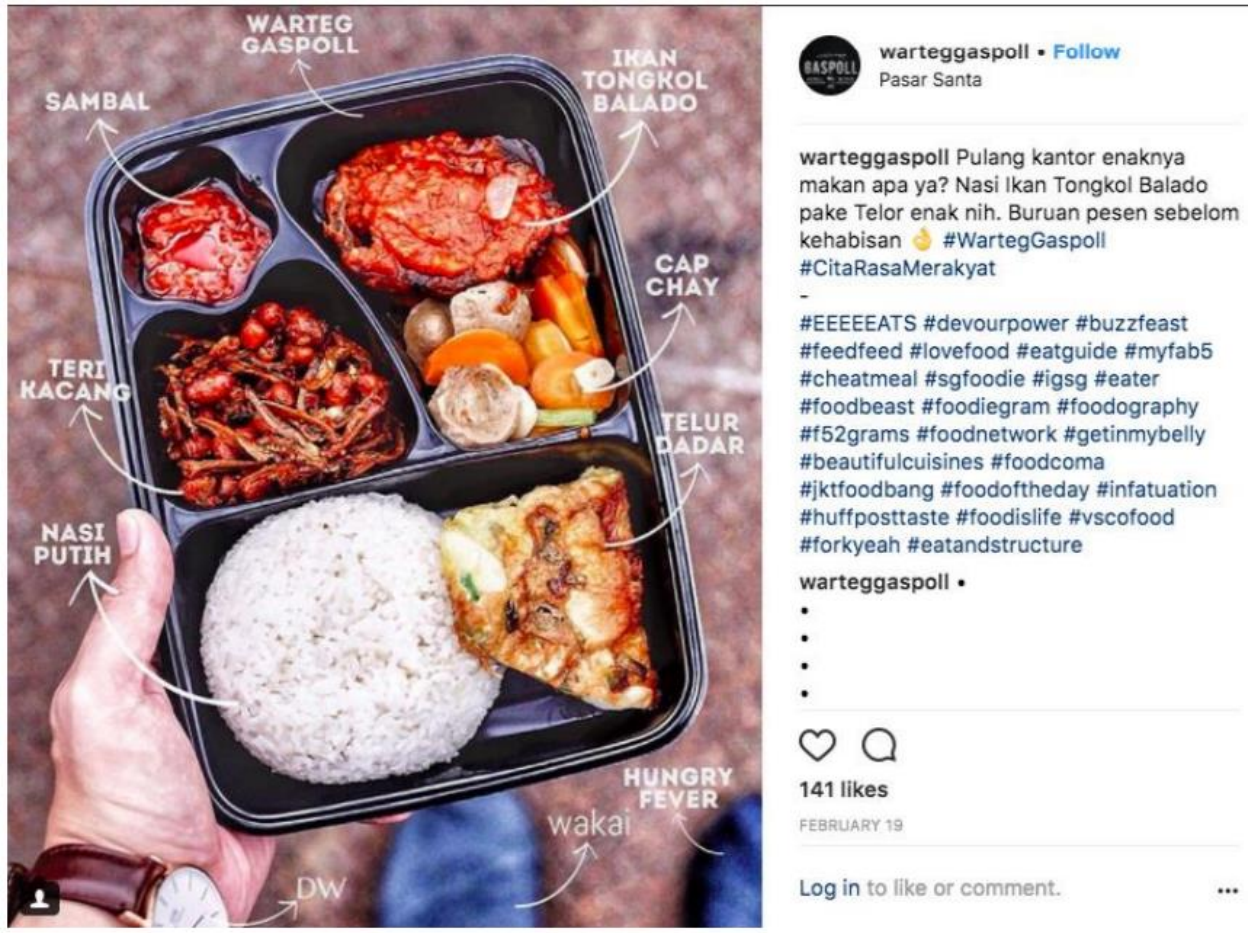 WARTEG
GASPOLL
IKAN
TONGKOL
BALADO
SAMBAL
CAP
CHAY
TERI
KACANG
TELUR
DADAR
NASI
PUTIH
HUNGRY
FEVER
wakai
DW
GASPOLL
warteggaspoll • Follow
Pasar Santa
warteggaspoll Pulang kantor enaknya
makan apa ya? Nasi Ikan Tongkol Balado
pake Telor enak nih. Buruan pesen sebelom
kehabisan 👌 #WartegGaspoll
#CitaRasaMerakyat
-
#EEEEEATS #devourpower #buzzfeast
#feedfeed #lovefood #eatguide #myfab5
#cheatmeal #sgfoodie #igsg #eater
#foodbeast #foodiegram #foodography
#f52grams #foodnetwork #getinmybelly
#beautifulcuisines #foodcoma
#jktfoodbang #foodoftheday #infatuation
#huffposttaste #foodislife #vscofood
#forkyeah #eatandstructure
warteggaspoll •
•
•
•
•
141 likes
FEBRUARY 19
Log in to like or comment.